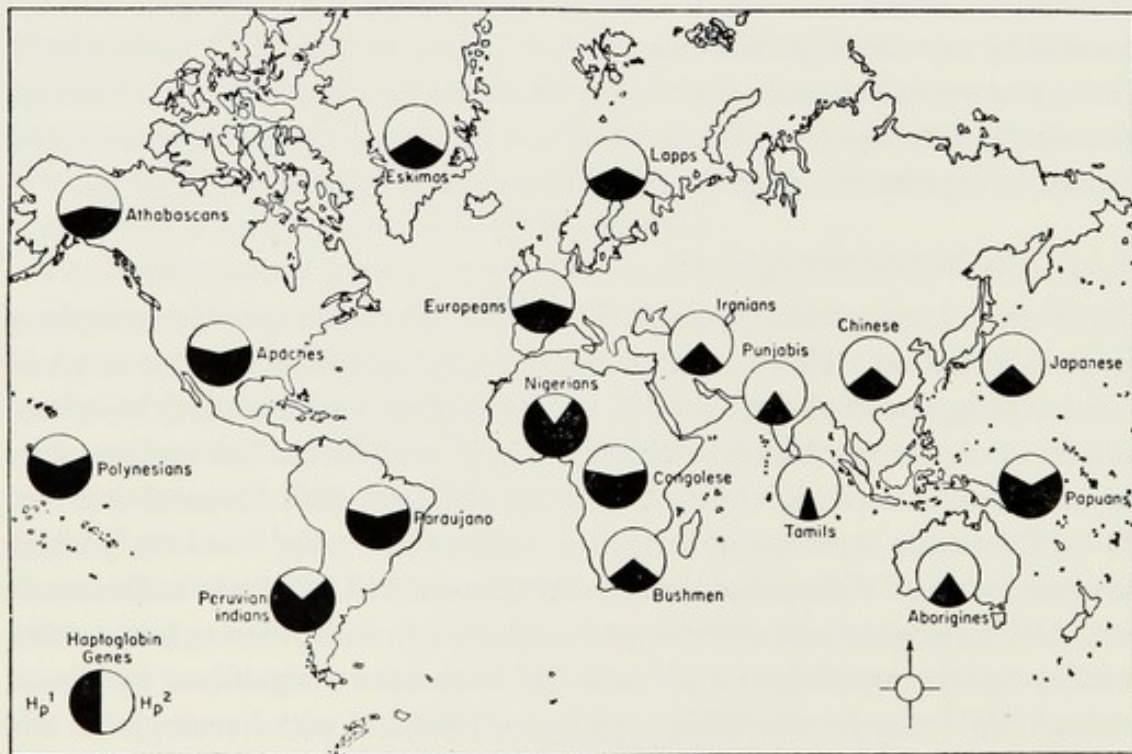 Eskimos
Lapps
Athabascans
Europeans
Iranians
Chinese
Apaches
Punjabis
Japanese
Nigerians
Polynesians
Congolese
Papuans
Paraujano
Tamils
Peruvian
indians
Bushmen
Aborigines
Haptoglobin
Genes
Hp1 Hp2